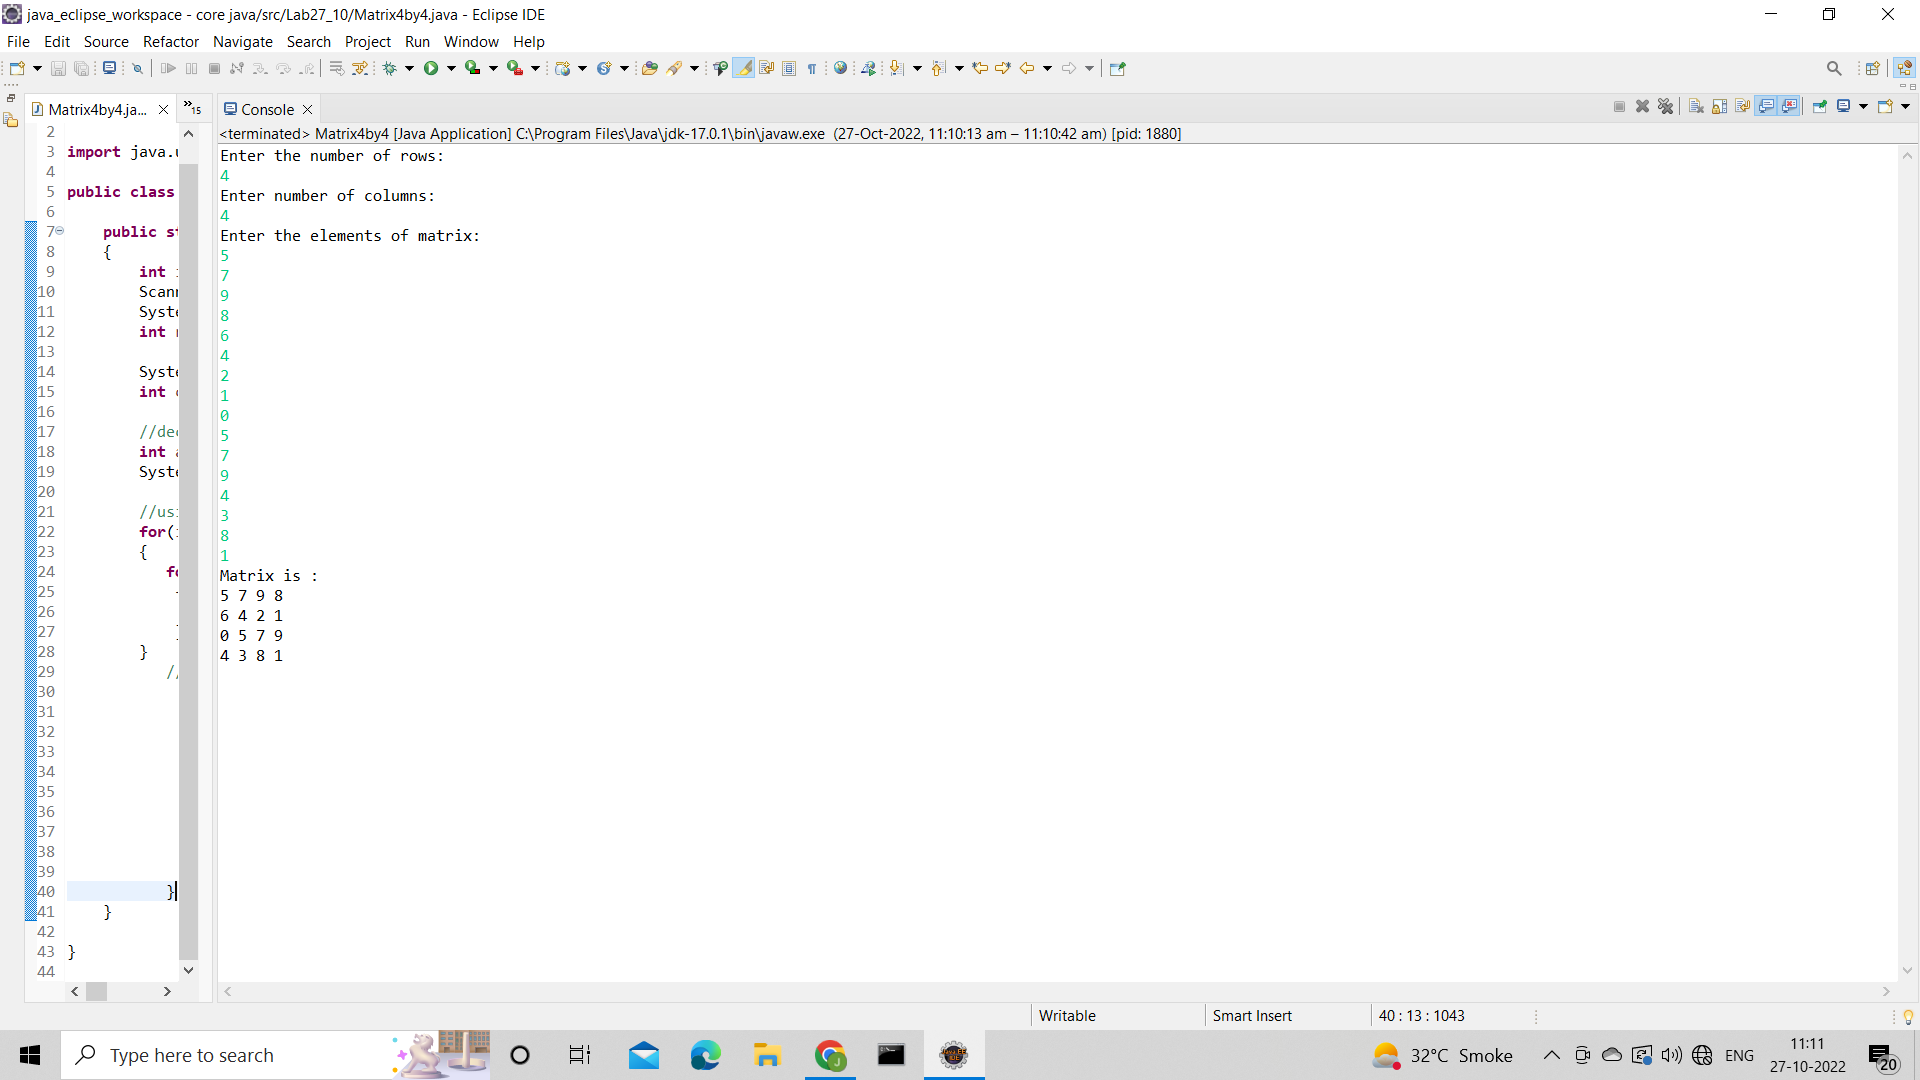 java_eclipse_workspace - core java/src/Lab27_10/Matrix4by4.java - Eclipse IDE
File Edit Source Refactor Navigate Search Project Run Window Help
Matrix4by4.ja... 15
2
3 import java.
4
5 public class
6
7 public
8 {
9 int
10
11
12 int
13
14
15 int
16
17
18 int
19
20
21
22 for(
23 {
24
25
26
27
28 }
29
30
31
32
33
34
35
36
37
38
39
40 }
41 }
42
43 }
44
Console
<terminated> Matrix4by4 [Java Application] C:\Program Files\Java\jdk-17.0.1\bin\javaw.exe (27-Oct-2022, 11:10:13 am – 11:10:42 am) [pid: 1880]
Enter the number of rows:
4
Enter number of columns:
4
Enter the elements of matrix:
5
7
9
8
6
4
2
1
0
5
7
9
4
3
8
1
Matrix is :
5 7 9 8
6 4 2 1
0 5 7 9
4 3 8 1
Writable Smart Insert 40 : 13 : 1043
Type here to search
32°C Smoke
ENG
11:11
27-10-2022
20